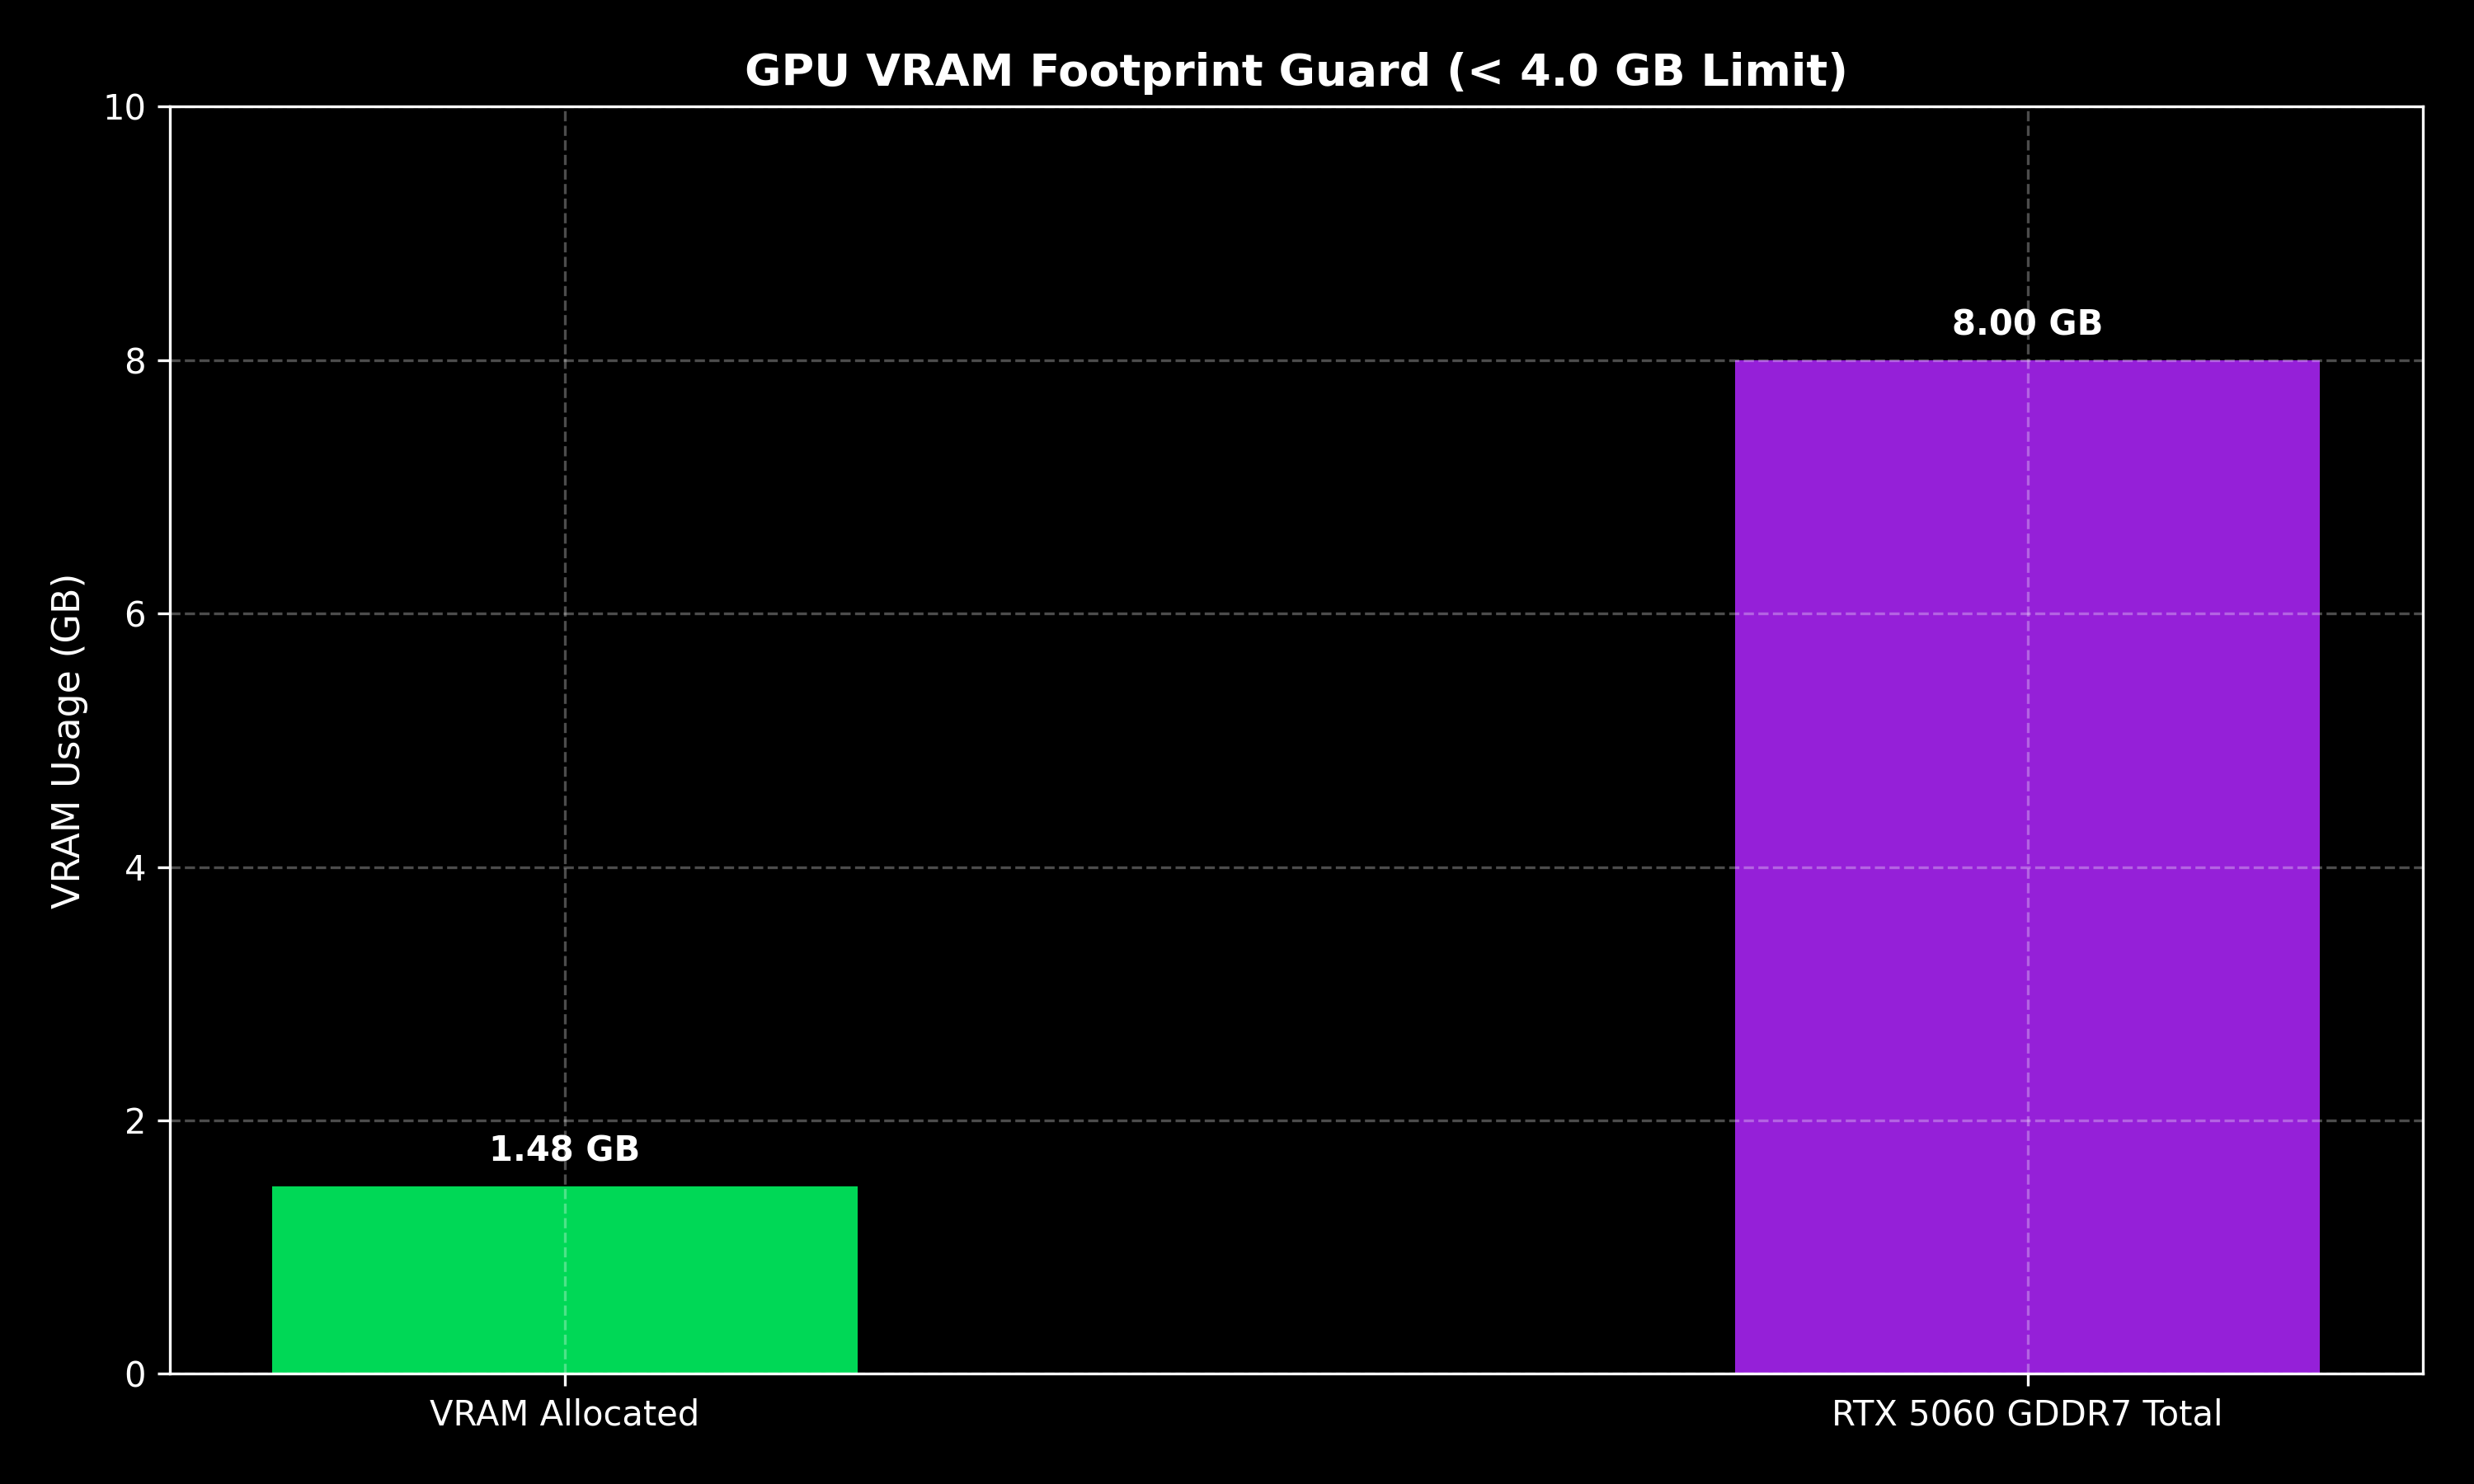 GPU VRAM Footprint Guard (< 4.0 GB Limit)
10
8
6
4
2
0
VRAM Usage (GB)
8.00 GB
1.48 GB
VRAM Allocated
RTX 5060 GDDR7 Total